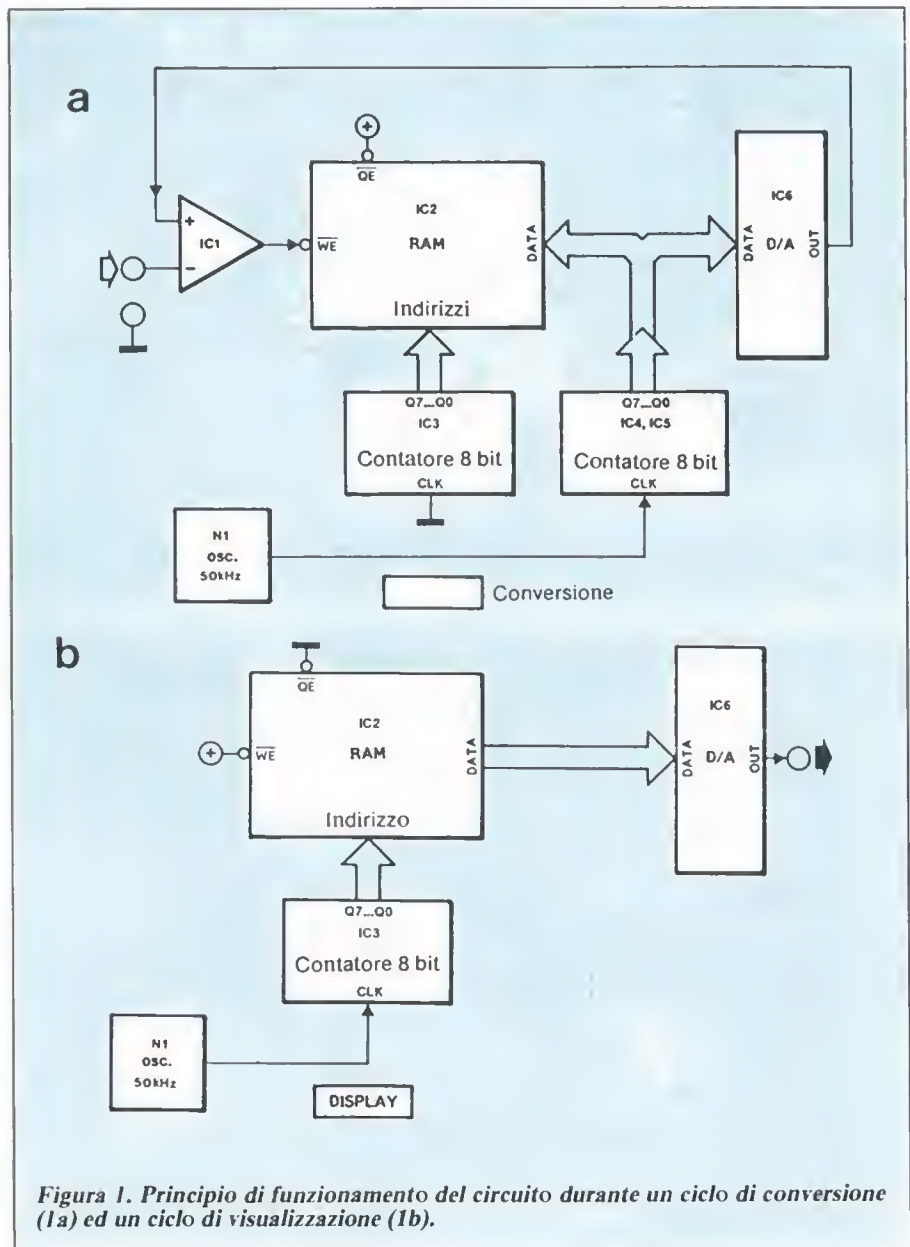 a
+
QE
IC2
RAM
WE
DATA
Indirizzi
+
IC1
-
IC6
DATA
D/A
OUT
Q7...Q0
IC3
Contatore 8 bit
CLK
Q7...Q0
IC4, IC5
Contatore 8 bit
CLK
N1
OSC.
50kHz
Conversione
b
QE
IC2
RAM
+
WE
DATA
Indirizzo
IC6
DATA
D/A
OUT
Q7...Q0
IC3
Contatore 8 bit
CLK
N1
OSC.
50kHz
DISPLAY
Figura 1. Principio di funzionamento del circuito durante un ciclo di conversione
(1a) ed un ciclo di visualizzazione (1b).